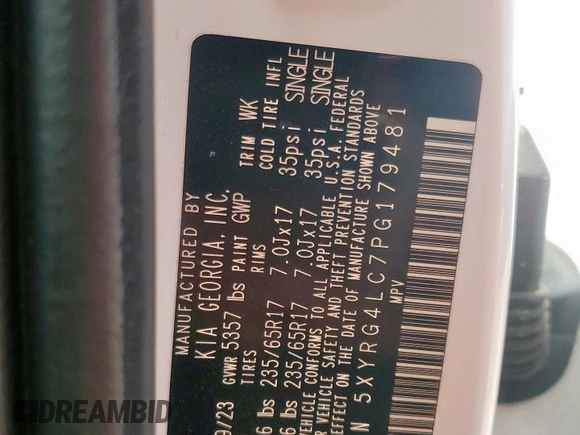 MANUFACTURED BY
KIA GEORGIA, INC.
9/23 GVWR 5357 lbs PAINT GWP TRIM WK
TIRES RIMS COLD TIRE INFL
6 lbs 235/65R17 7.0Jx17 35psi SINGLE
6 lbs 235/65R17 7.0Jx17 35psi SINGLE
VEHICLE CONFORMS TO ALL APPLICABLE U.S.A. FEDERAL
R VEHICLE SAFETY AND THEFT PREVENTION STANDARDS
EFFECT ON THE DATE OF MANUFACTURE SHOWN ABOVE
N 5XYRG4LC7PG179481
MPV
DREAMBID